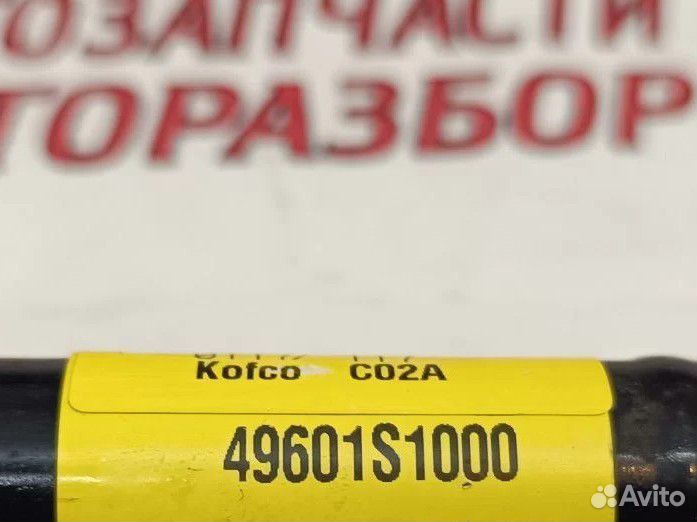 ОЗАПЧАСТИ
ТОРАЗБОР
Kofco C02A
49601S1000
Avito